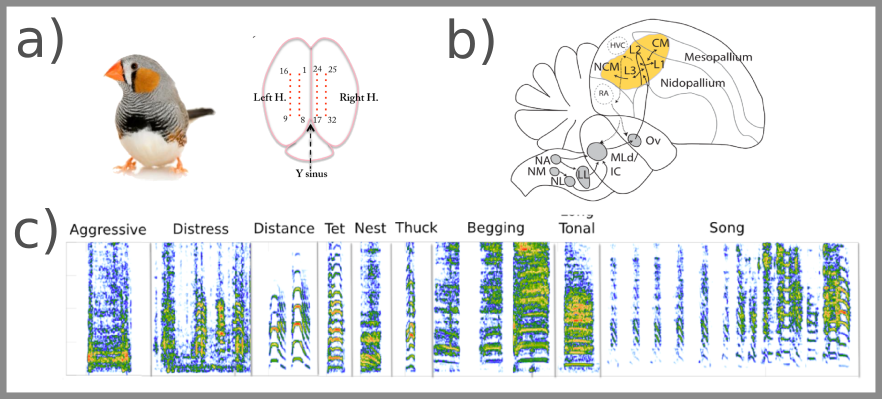 a)
16 1 24 25
Left H. Right H.
9 8 17 32
Y sinus
b)
HVC L2 CM
NCM L3 L1 Mesopallium
Nidopallium
RA
Ov
NA MLd/
NM LL IC
NL
c)
Aggressive Distress Distance Tet Nest Thuck Begging Tonal Song